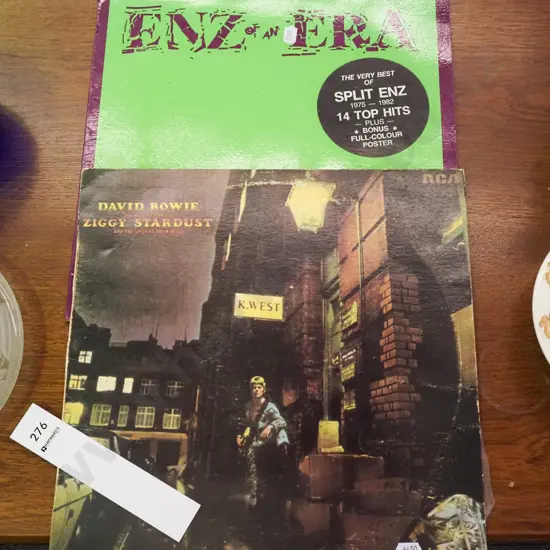 ENZ OF AN ERA
THE VERY BEST
OF
SPLIT ENZ
1975 — 1982
14 TOP HITS
— PLUS —
★ BONUS ★
FULL-COLOUR
POSTER
RCA
DAVID BOWIE
ZIGGY STARDUST
K. WEST
276